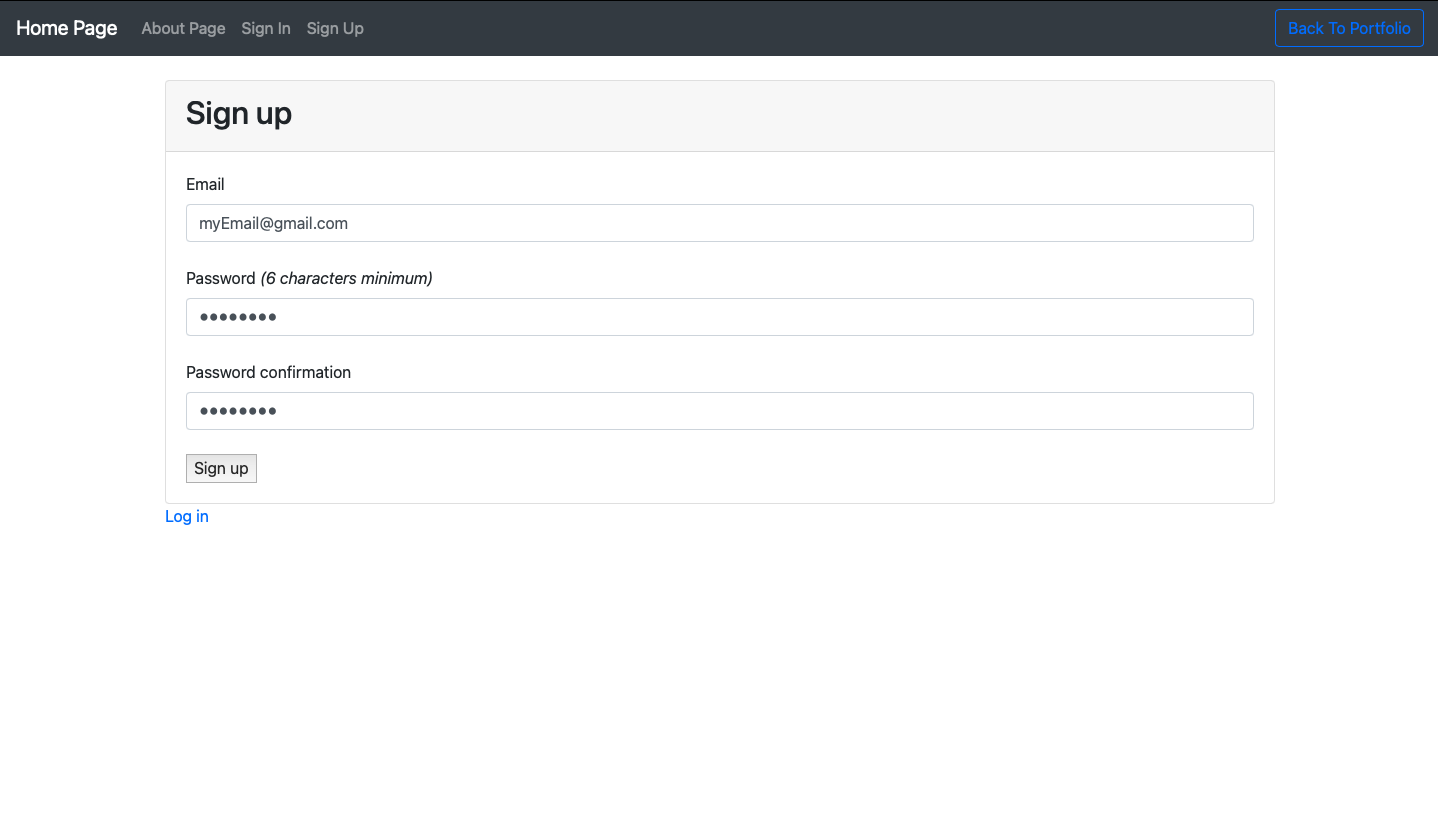 Home Page About Page Sign In Sign Up Back To Portfolio
Sign up
Email
myEmail@gmail.com
Password (6 characters minimum)
••••••••
Password confirmation
••••••••
Sign up
Log in